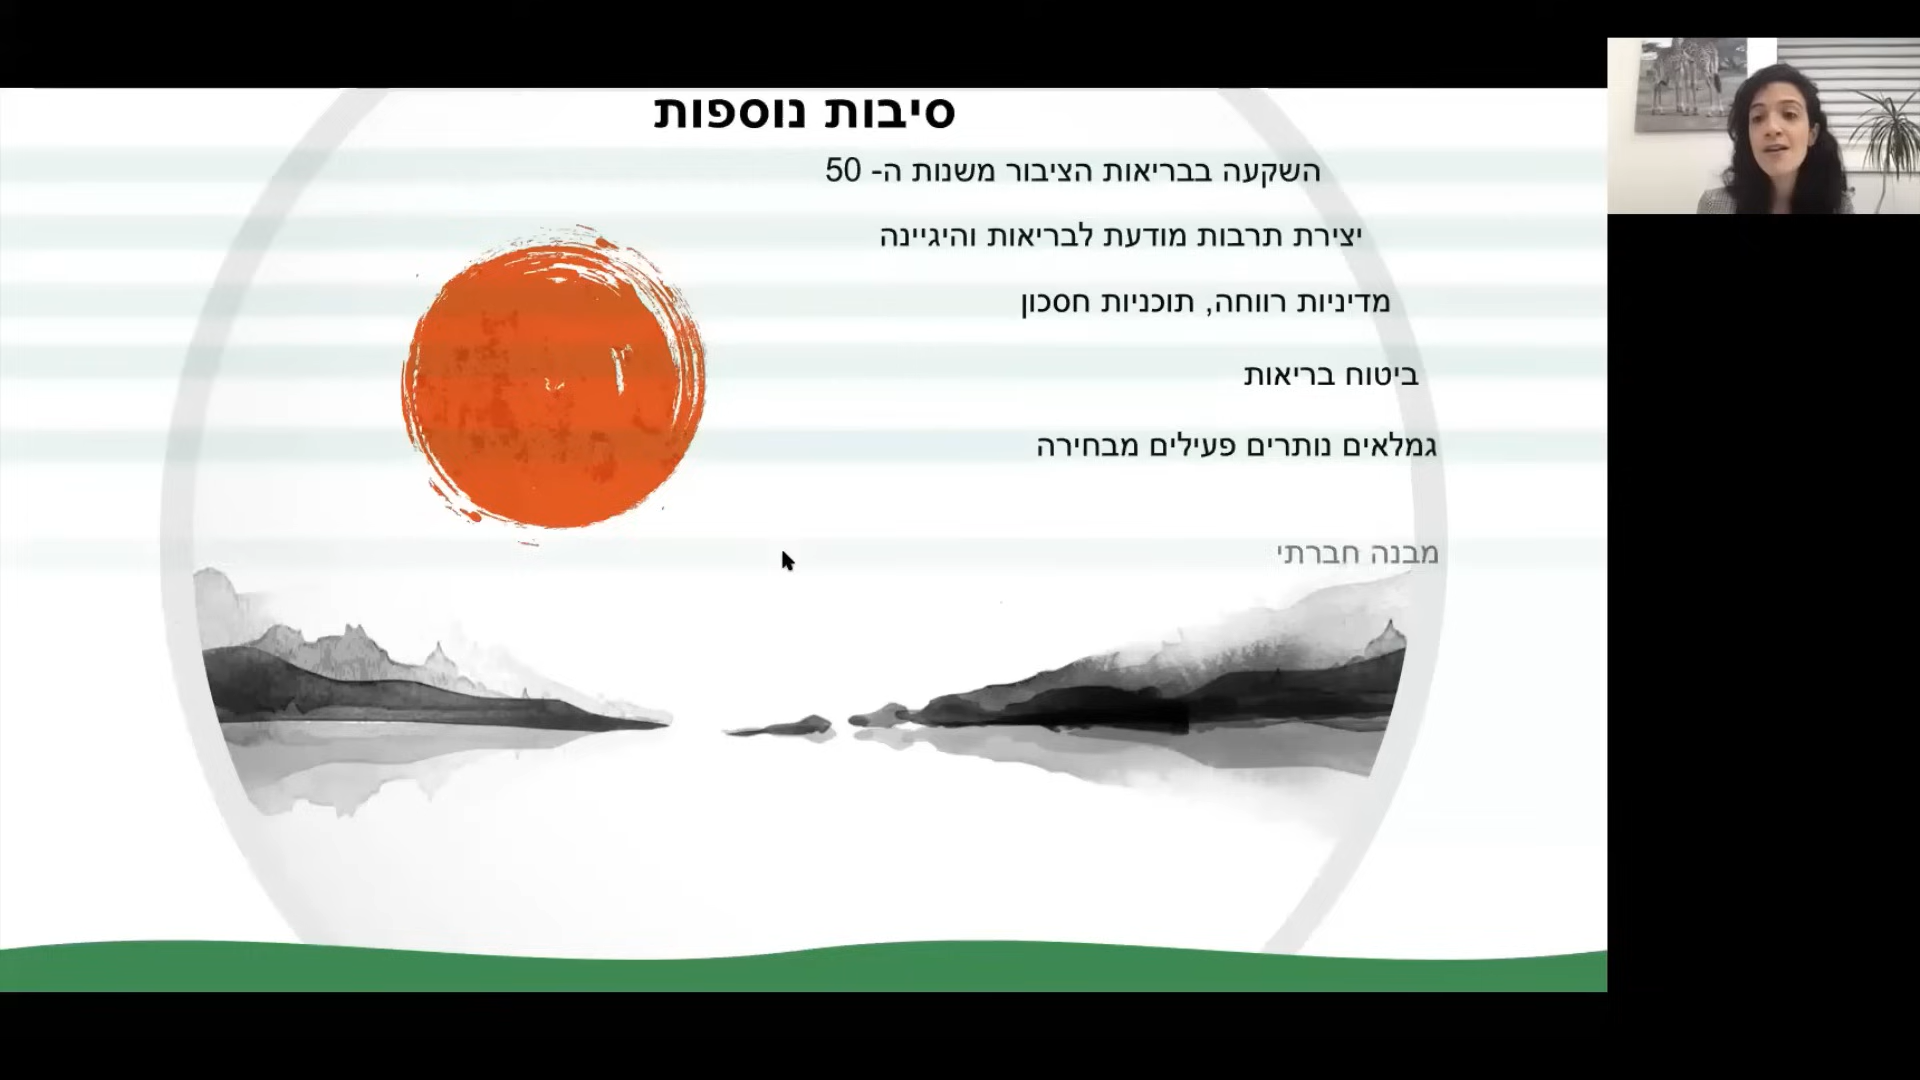 סיבות נוספות
השקעה בבריאות הציבור משנות ה- 50
יצירת תרבות מודעת לבריאות והיגיינה
מדיניות רווחה, תוכניות חסכון
ביטוח בריאות
גמלאים נותרים פעילים מבחירה
מבנה חברתי